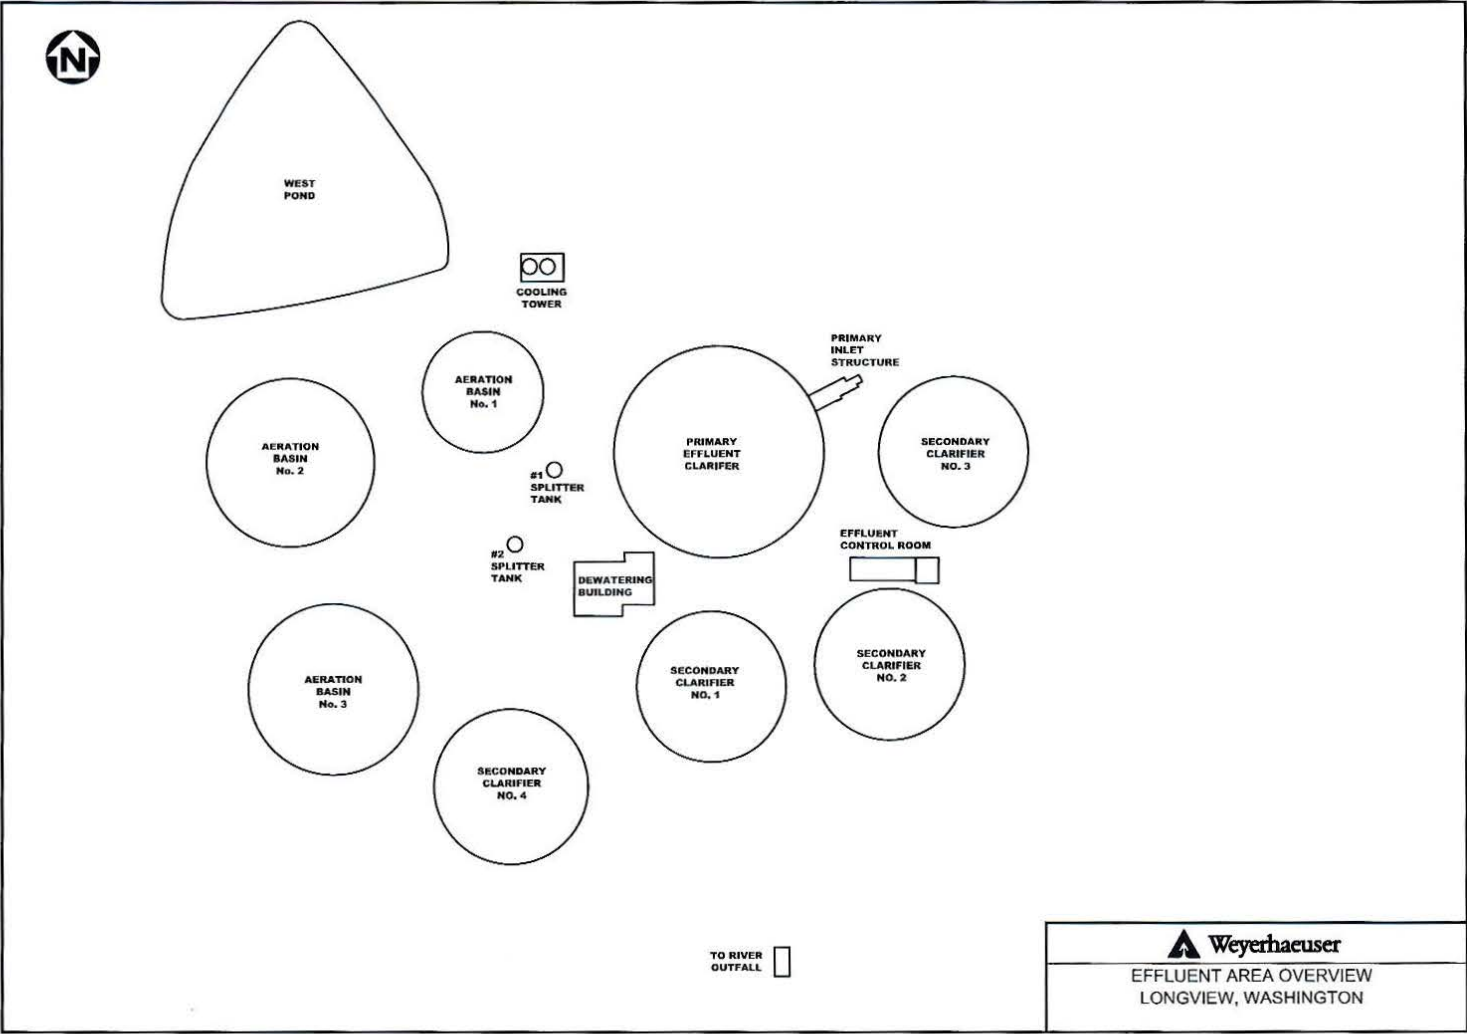 N
WEST
POND
COOLING
TOWER
PRIMARY
INLET
STRUCTURE
AERATION
BASIN
No. 1
AERATION
BASIN
No. 2
PRIMARY
EFFLUENT
CLARIFER
SECONDARY
CLARIFIER
NO. 3
#1
SPLITTER
TANK
EFFLUENT
CONTROL ROOM
#2
SPLITTER
TANK
DEWATERING
BUILDING
SECONDARY
CLARIFIER
NO. 2
SECONDARY
CLARIFIER
NO. 1
AERATION
BASIN
No. 3
SECONDARY
CLARIFIER
NO. 4
TO RIVER
OUTFALL
Weyerhaeuser
EFFLUENT AREA OVERVIEW
LONGVIEW, WASHINGTON